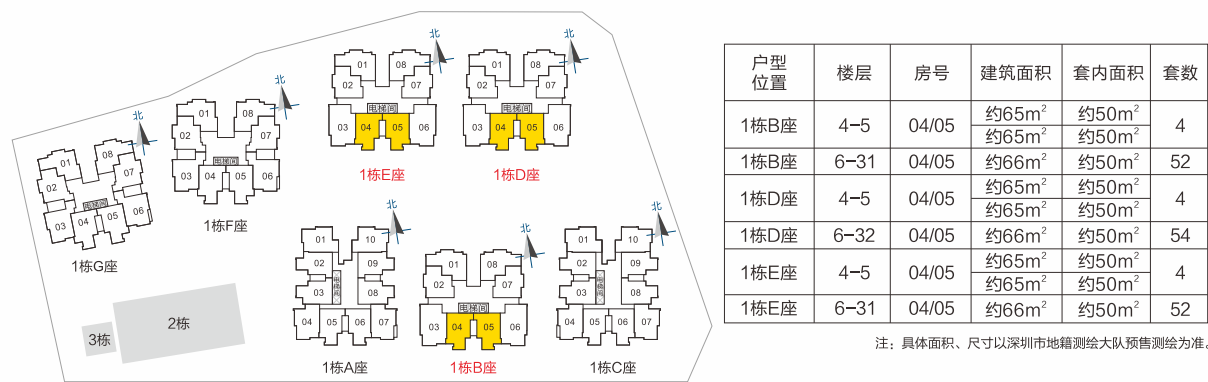 北
北
北
北
北
北
北
北
01
08
02
07
电梯间
03
04
05
06
1栋E座
01
08
02
07
电梯间
03
04
05
06
1栋D座
01
08
02
07
电梯间
03
04
05
06
1栋F座
01
08
02
07
电梯间
03
04
05
06
1栋G座
01
10
02
09
电梯间
03
08
04
05
06
07
1栋A座
01
08
02
07
电梯间
03
04
05
06
1栋B座
01
10
02
09
电梯间
03
08
04
05
06
07
1栋C座
2栋
3栋
户型位置 楼层 房号 建筑面积 套内面积 套数
1栋B座 4-5 04/05 约65m² 约50m² 4
约65m² 约50m²
1栋B座 6-31 04/05 约66m² 约50m² 52
1栋D座 4-5 04/05 约65m² 约50m² 4
约65m² 约50m²
1栋D座 6-32 04/05 约66m² 约50m² 54
1栋E座 4-5 04/05 约65m² 约50m² 4
约65m² 约50m²
1栋E座 6-31 04/05 约66m² 约50m² 52
注：具体面积、尺寸以深圳市地籍测绘大队预售测绘为准。